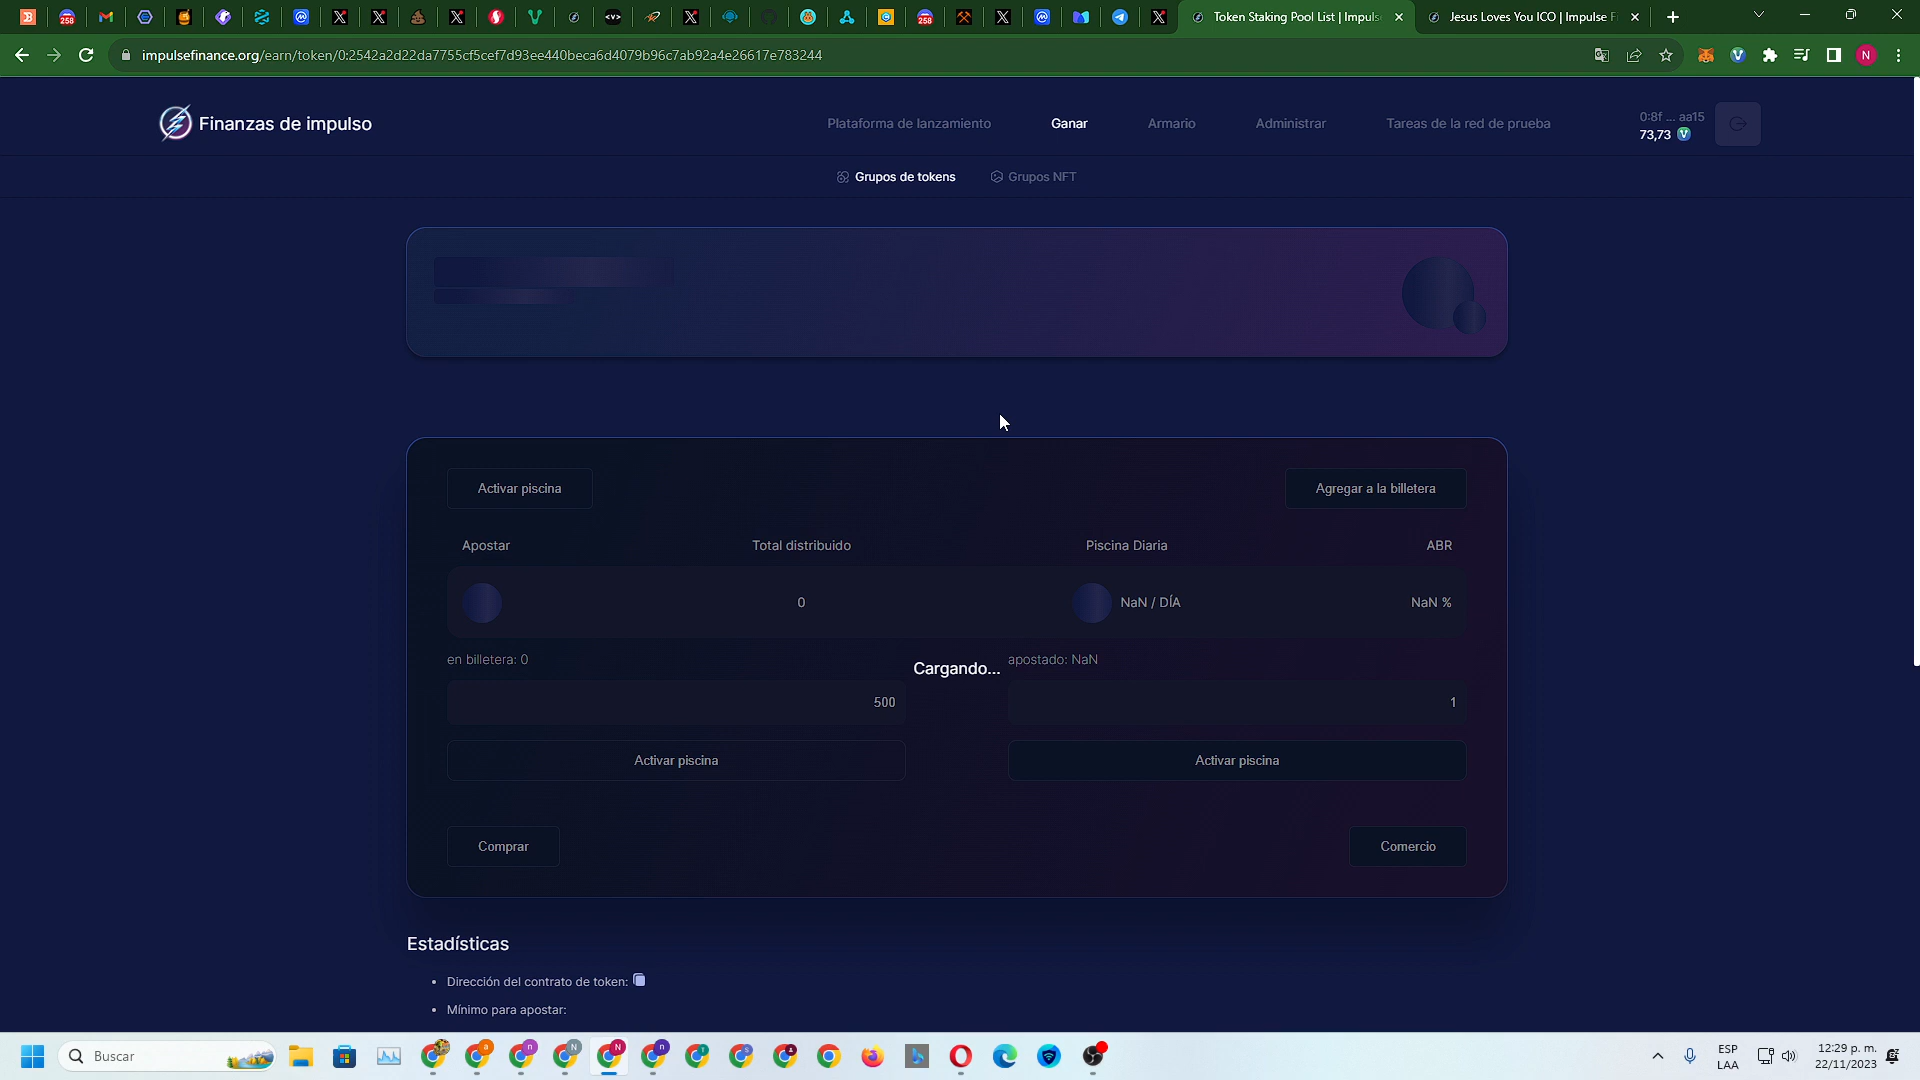 Token Staking Pool List | Impuls
Jesus Loves You ICO | Impulse F
impulsefinance.org/earn/token/0:2542a2d22da7755cf5cef7d93ee440beca6d4079b96c7ab92a4e26617e783244
Finanzas de impulso
Plataforma de lanzamiento
Ganar
Armario
Administrar
Tareas de la red de prueba
0:8f ... aa15
73,73
Grupos de tokens
Grupos NFT
Activar piscina
Agregar a la billetera
Apostar
Total distribuido
Piscina Diaria
ABR
0
NaN / DÍA
NaN %
en billetera: 0
apostado: NaN
Cargando...
500
1
Activar piscina
Activar piscina
Comprar
Comercio
Estadísticas
• Dirección del contrato de token:
• Mínimo para apostar:
Buscar
ESP
LAA
12:29 p. m.
22/11/2023